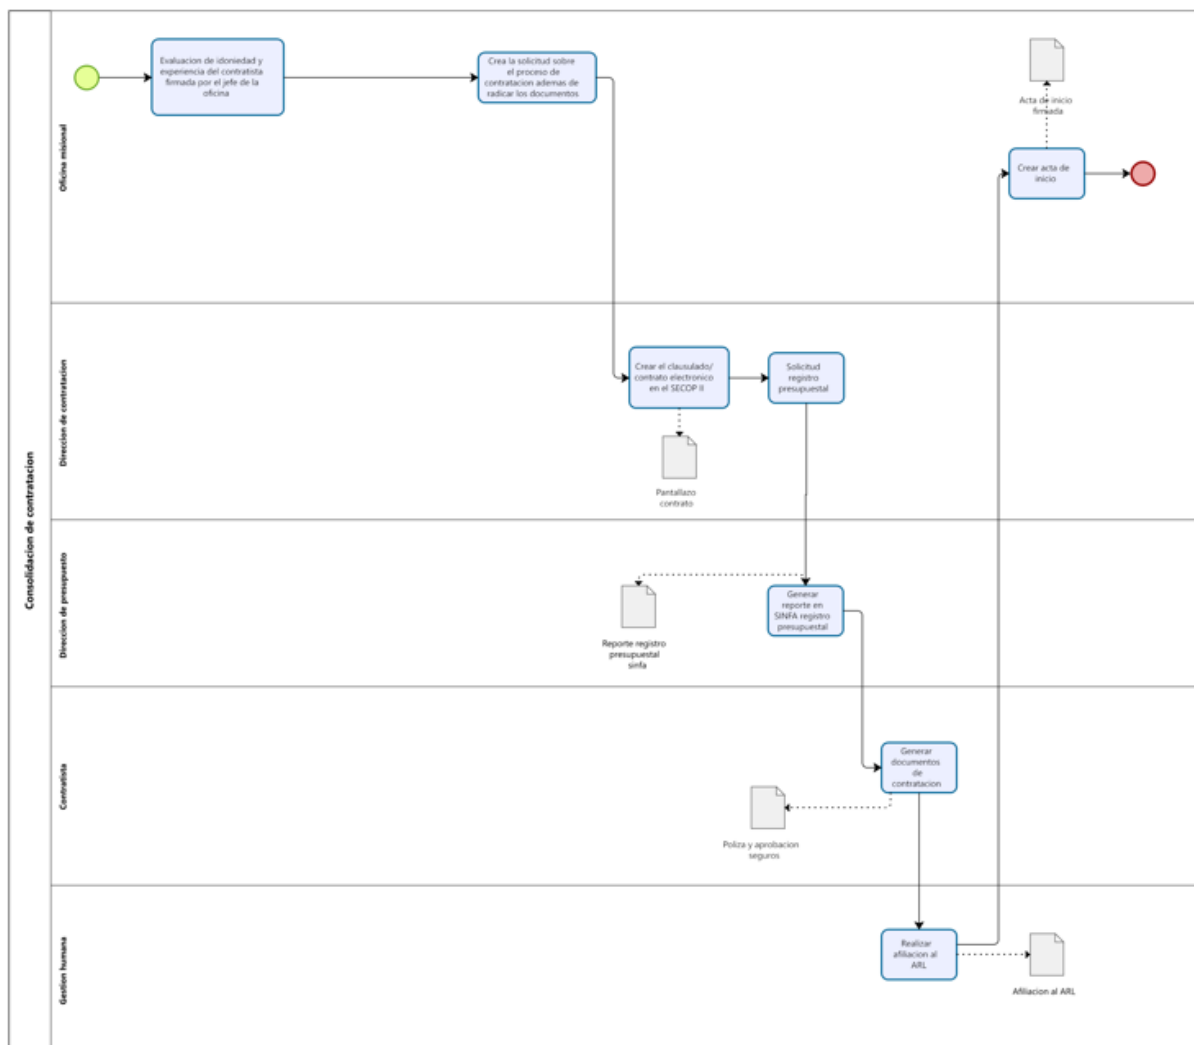 Consolidacion de contratacion
Oficina misional
Evaluacion de idoniedad y
experiencia del contratista
firmada por el jefe de la
oficina
Crea la solicitud sobre
el proceso de
contratacion ademas de
radicar los documentos
Acta de inicio
firmada
Crear acta de
inicio
Direccion de contratacion
Crear el clausulado/
contrato electronico
en el SECOP II
Solicitud
registro
presupuestal
Pantallazo
contrato
Direccion de presupuesto
Generar
reporte en
SINFA registro
presupuestal
Reporte registro
presupuestal
sinfa
Contratista
Generar
documentos
de
contratacion
Poliza y aprobacion
seguros
Gestion humana
Realizar
afiliacion al
ARL
Afiliacion al ARL